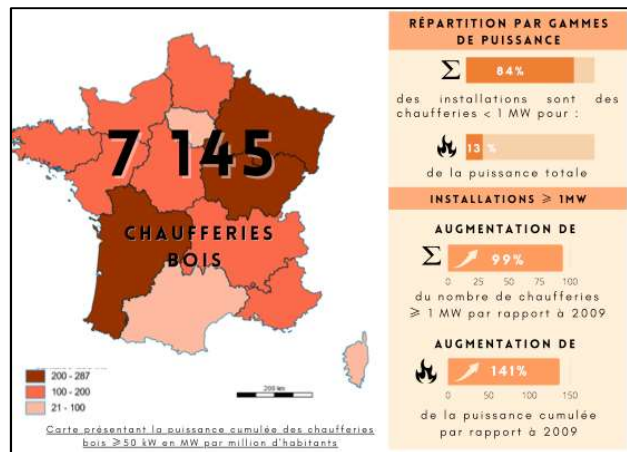 7 145
CHAUFFERIES
BOIS
200 - 287
100 - 200
21 - 100
200 km
Carte présentant la puissance cumulée des chaufferies
bois ≥50 kW en MW par million d'habitants
RÉPARTITION PAR GAMMES
DE PUISSANCE
Σ
84%
des installations sont des
chaufferies < 1 MW pour :
13 %
de la puissance totale
INSTALLATIONS ≥ 1MW
AUGMENTATION DE
Σ
99%
0 25 50 75 100
du nombre de chaufferies
≥ 1 MW par rapport à 2009
AUGMENTATION DE
141%
0 50 100 150
de la puissance cumulée
par rapport à 2009